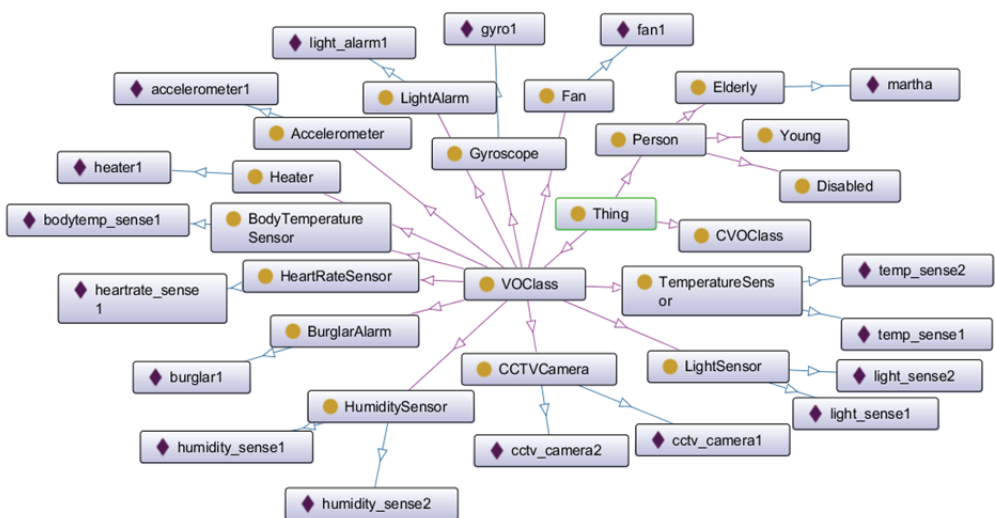 gyro1
fan1
light_alarm1
martha
Elderly
accelerometer1
LightAlarm
Fan
Accelerometer
Young
Person
Gyroscope
heater1
Heater
Disabled
Thing
bodytemp_sense1
BodyTemperature
Sensor
CVOClass
temp_sense2
HeartRateSensor
VOClass
TemperatureSens
or
heartrate_sense
1
BurglarAlarm
temp_sense1
CCTVCamera
LightSensor
burglar1
light_sense2
HumiditySensor
light_sense1
humidity_sense1
cctv_camera2
cctv_camera1
humidity_sense2